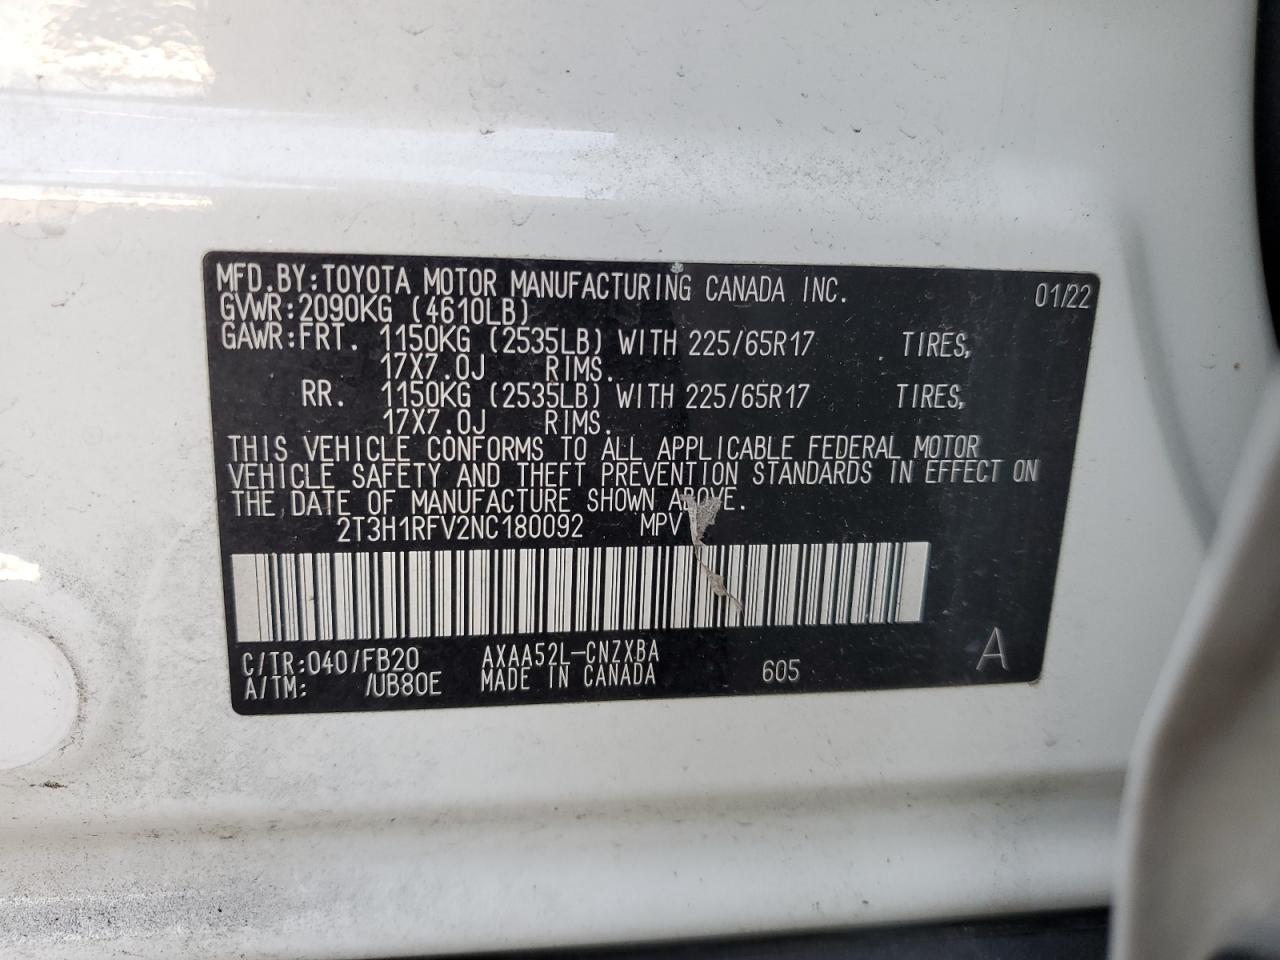 MFD.BY:TOYOTA MOTOR MANUFACTURING CANADA INC. 01/22
GVWR:2090KG (4610LB)
GAWR:FRT. 1150KG (2535LB) WITH 225/65R17 TIRES,
17X7.0J RIMS.
RR. 1150KG (2535LB) WITH 225/65R17 TIRES,
17X7.0J RIMS.
THIS VEHICLE CONFORMS TO ALL APPLICABLE FEDERAL MOTOR
VEHICLE SAFETY AND THEFT PREVENTION STANDARDS IN EFFECT ON
THE DATE OF MANUFACTURE SHOWN ABOVE.
2T3H1RFV2NC180092 MPV
C/TR:040/FB20 AXAA52L-CNZXBA 605 A
A/TM: /UB80E MADE IN CANADA